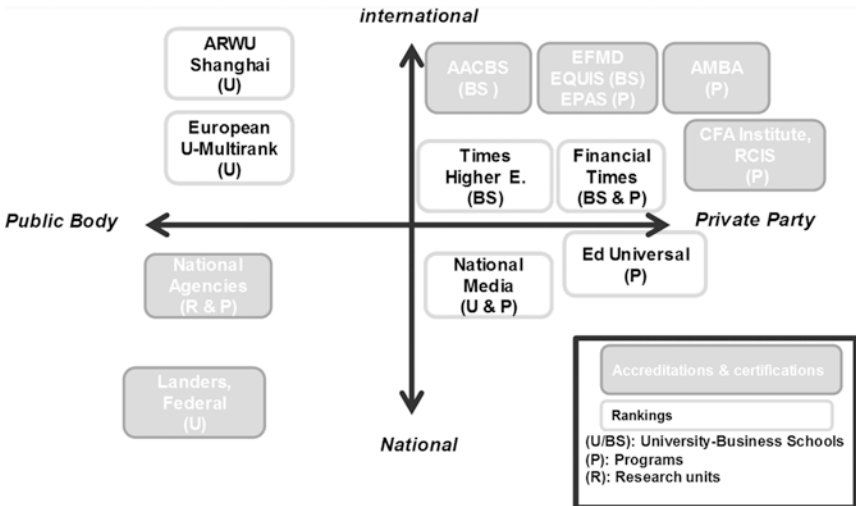 international
ARWU
Shanghai
(U)
AACBS
(BS )
EFMD
EQUIS (BS)
EPAS (P)
AMBA
(P)
European
U-Multirank
(U)
Times
Higher E.
(BS)
Financial
Times
(BS & P)
CFA Institute,
RCIS
(P)
Public Body
Private Party
National
Agencies
(R & P)
National
Media
(U & P)
Ed Universal
(P)
Landers,
Federal
(U)
National
Accreditations & certifications
Rankings
(U/BS): University-Business Schools
(P): Programs
(R): Research units